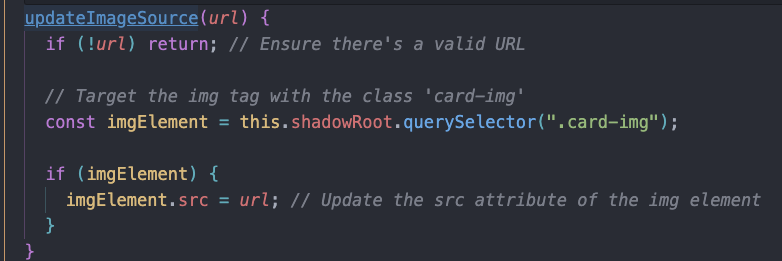 updateImageSource(url) {
if (!url) return; // Ensure there's a valid URL
// Target the img tag with the class 'card-img'
const imgElement = this.shadowRoot.querySelector(".card-img");
if (imgElement) {
imgElement.src = url; // Update the src attribute of the img element
}
}